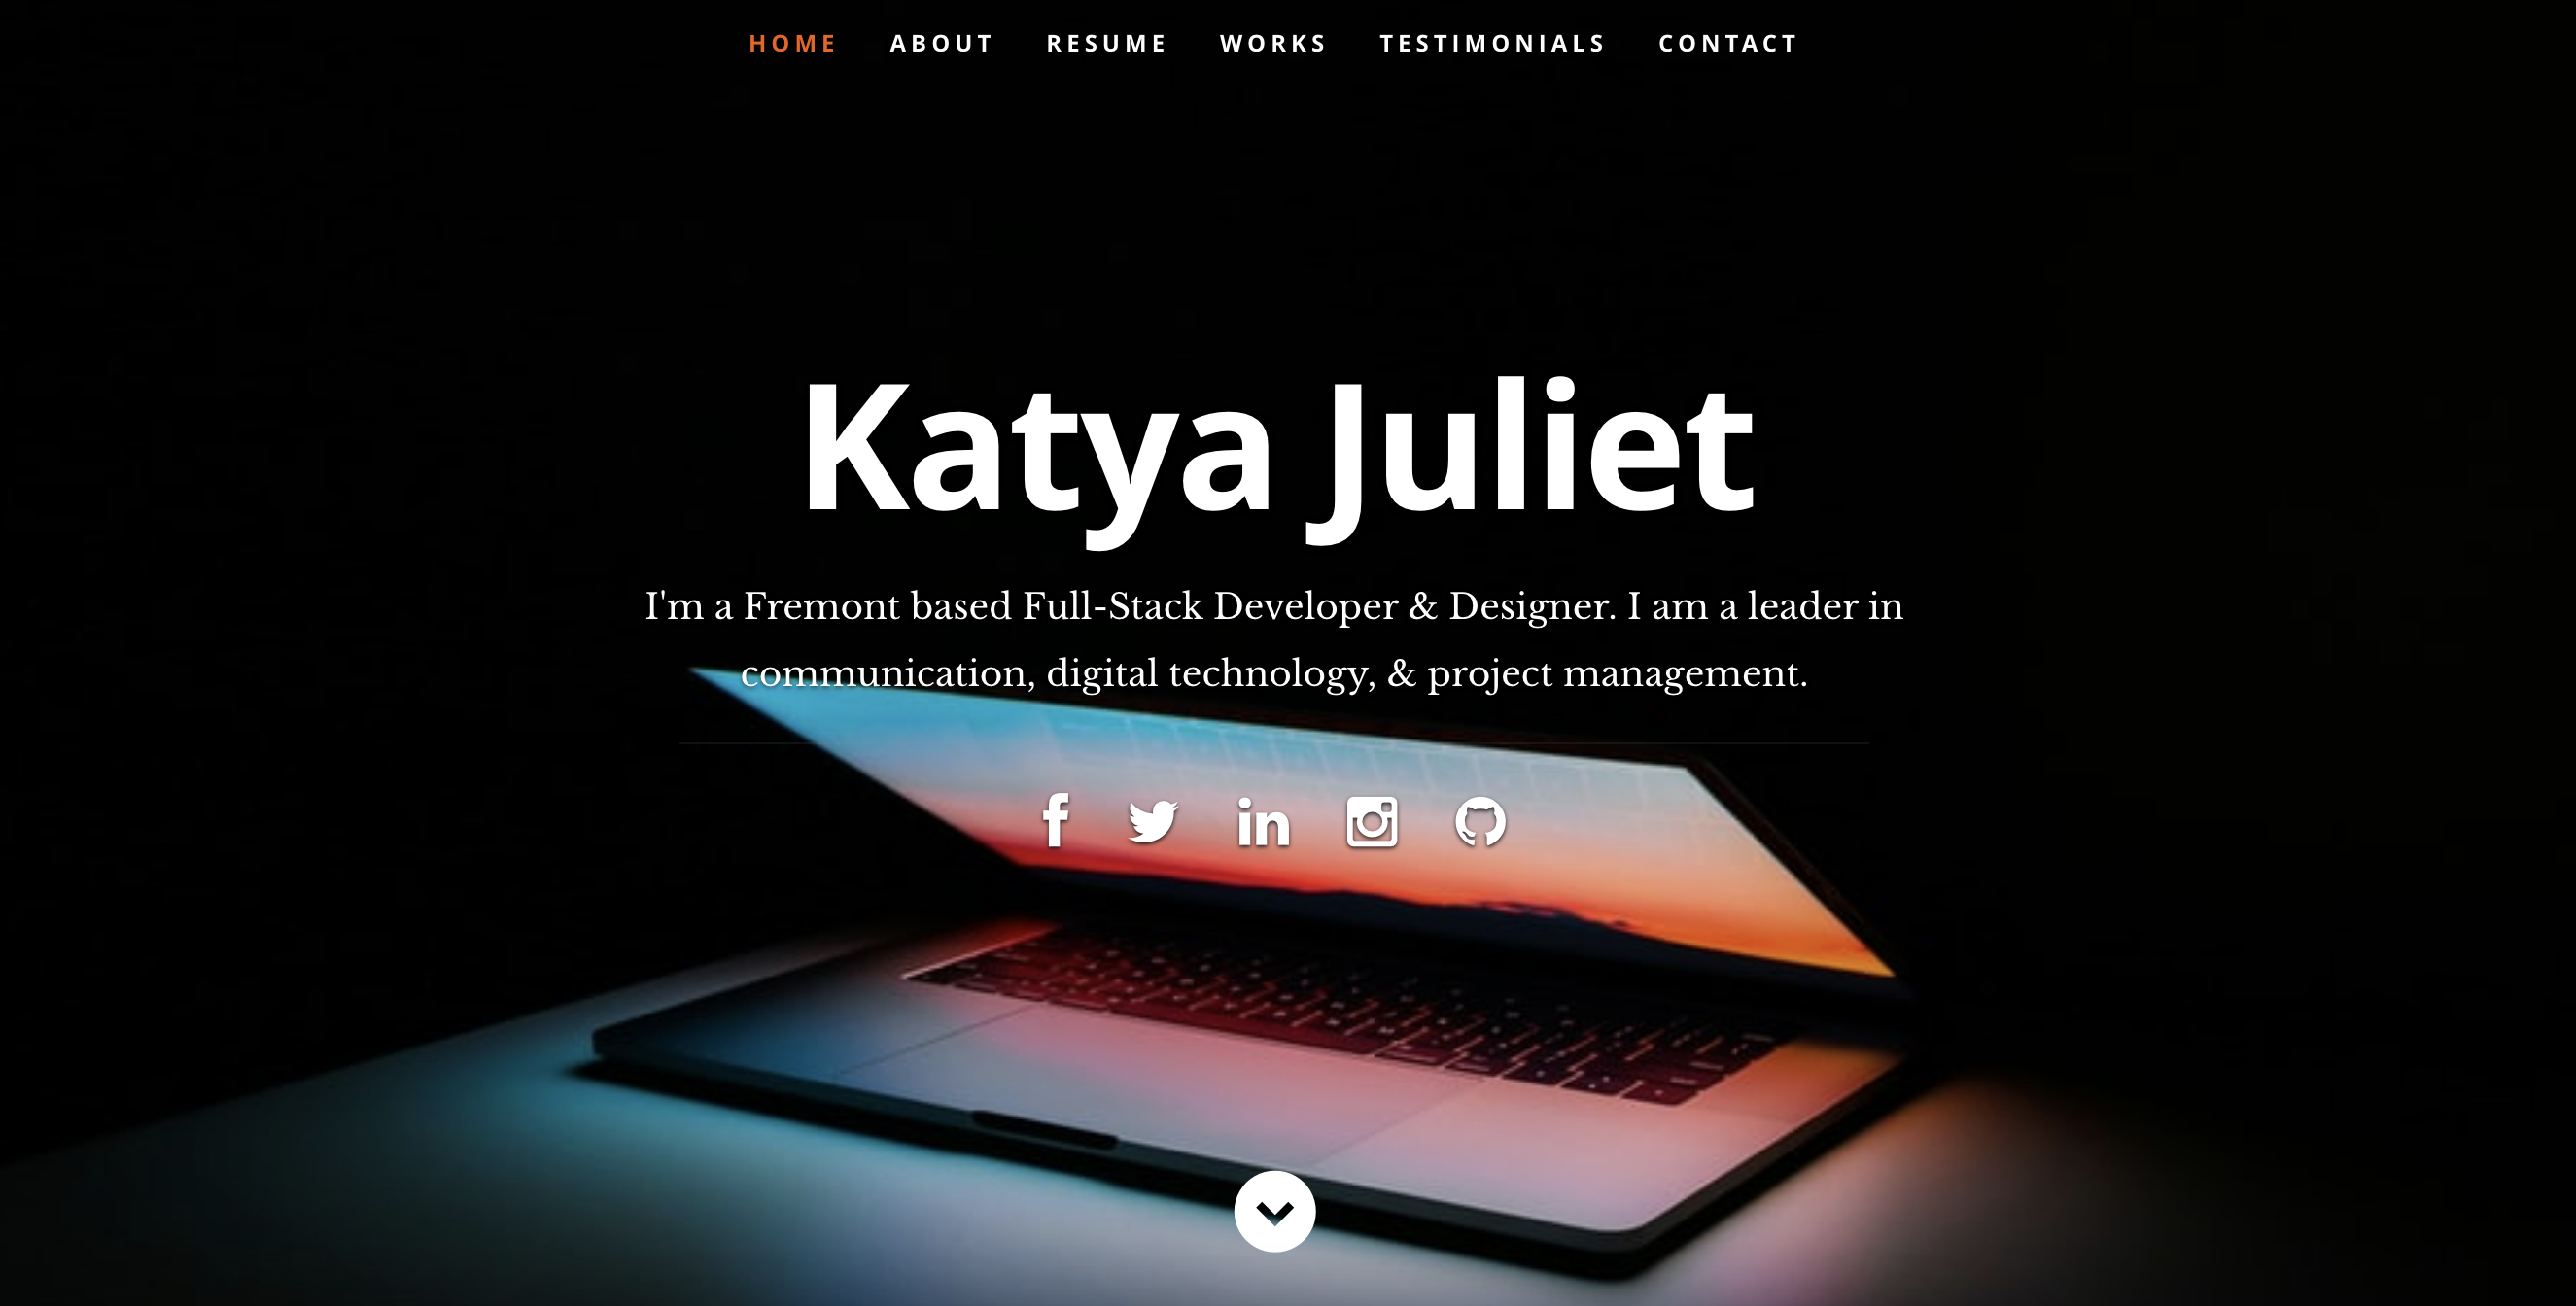 HOME ABOUT RESUME WORKS TESTIMONIALS CONTACT
Katya Juliet
I'm a Fremont based Full-Stack Developer & Designer. I am a leader in
communication, digital technology, & project management.